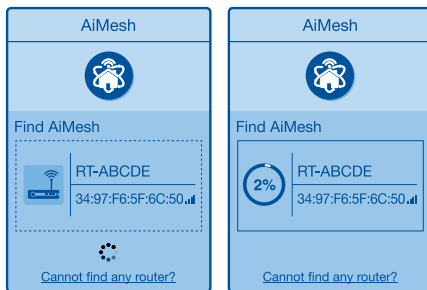 AiMesh
Find AiMesh
RT-ABCDE
34:97:F6:5F:6C:50
Cannot find any router?
AiMesh
Find AiMesh
2%
RT-ABCDE
34:97:F6:5F:6C:50
Cannot find any router?